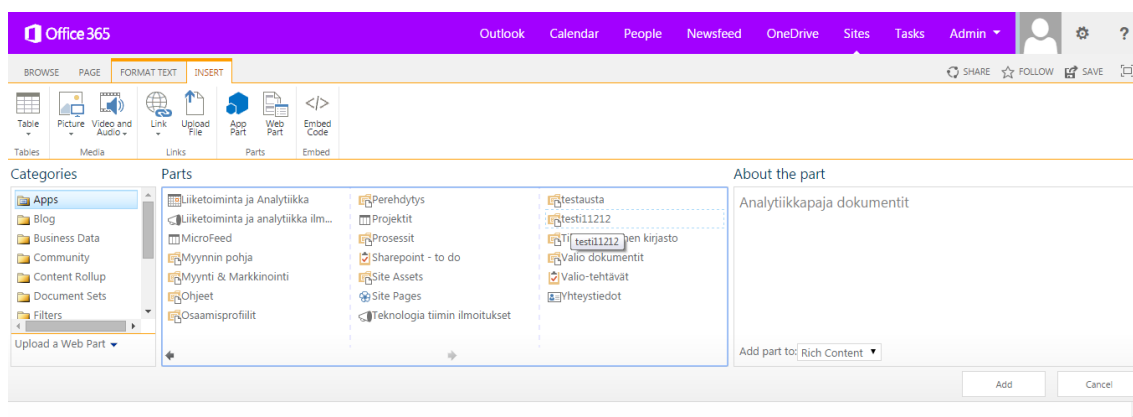 Office 365 Outlook Calendar People Newsfeed OneDrive Sites Tasks Admin ?
BROWSE PAGE FORMAT TEXT INSERT SHARE FOLLOW SAVE
Table Picture Video and Audio Link Upload File App Part Web Part Embed Code
Tables Media Links Parts Embed
Categories
Apps
Blog
Business Data
Community
Content Rollup
Document Sets
Filters
Upload a Web Part
Parts
Liiketoiminta ja Analytiikka
Liiketoiminta ja analytiikka ilm...
MicroFeed
Myynnin pohja
Myynti & Markkinointi
Ohjeet
Osaamisprofiilit
Perehdytys
Projektit
Prosessit
Sharepoint - to do
Site Assets
Site Pages
Teknologia tiimin ilmoitukset
testausta
testi11212
testi11212
kirjasto
Valio dokumentit
Valio-tehtävät
Yhteystiedot
About the part
Analytiikkapaja dokumentit
Add part to: Rich Content
Add Cancel